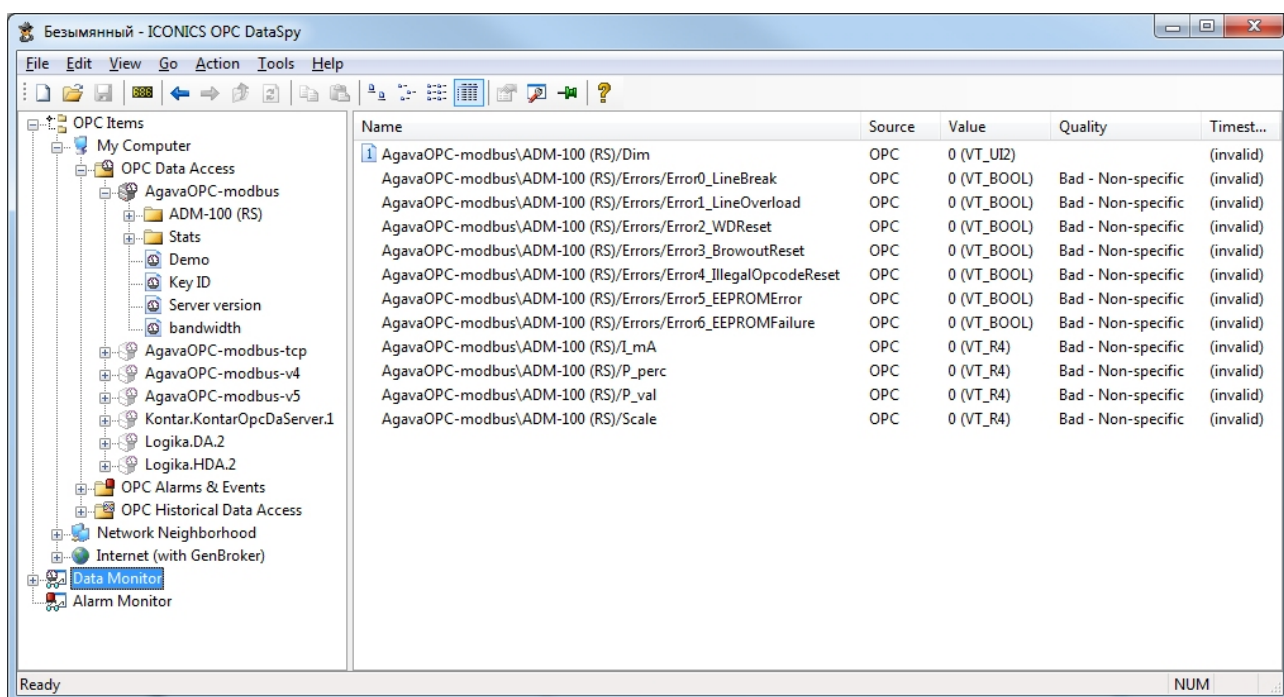 Безымянный - ICONICS OPC DataSpy
File Edit View Go Action Tools Help
OPC Items
My Computer
OPC Data Access
AgavaOPC-modbus
ADM-100 (RS)
Stats
Demo
Key ID
Server version
bandwidth
AgavaOPC-modbus-tcp
AgavaOPC-modbus-v4
AgavaOPC-modbus-v5
Kontar.KontarOpcDaServer.1
Logika.DA.2
Logika.HDA.2
OPC Alarms & Events
OPC Historical Data Access
Network Neighborhood
Internet (with GenBroker)
Data Monitor
Alarm Monitor
Name Source Value Quality Timest...
AgavaOPC-modbus\ADM-100 (RS)/Dim OPC 0 (VT_UI2) (invalid)
AgavaOPC-modbus\ADM-100 (RS)/Errors/Error0_LineBreak OPC 0 (VT_BOOL) Bad - Non-specific (invalid)
AgavaOPC-modbus\ADM-100 (RS)/Errors/Error1_LineOverload OPC 0 (VT_BOOL) Bad - Non-specific (invalid)
AgavaOPC-modbus\ADM-100 (RS)/Errors/Error2_WDReset OPC 0 (VT_BOOL) Bad - Non-specific (invalid)
AgavaOPC-modbus\ADM-100 (RS)/Errors/Error3_BrowoutReset OPC 0 (VT_BOOL) Bad - Non-specific (invalid)
AgavaOPC-modbus\ADM-100 (RS)/Errors/Error4_IllegalOpcodeReset OPC 0 (VT_BOOL) Bad - Non-specific (invalid)
AgavaOPC-modbus\ADM-100 (RS)/Errors/Error5_EEPROMError OPC 0 (VT_BOOL) Bad - Non-specific (invalid)
AgavaOPC-modbus\ADM-100 (RS)/Errors/Error6_EEPROMFailure OPC 0 (VT_BOOL) Bad - Non-specific (invalid)
AgavaOPC-modbus\ADM-100 (RS)/I_mA OPC 0 (VT_R4) Bad - Non-specific (invalid)
AgavaOPC-modbus\ADM-100 (RS)/P_perc OPC 0 (VT_R4) Bad - Non-specific (invalid)
AgavaOPC-modbus\ADM-100 (RS)/P_val OPC 0 (VT_R4) Bad - Non-specific (invalid)
AgavaOPC-modbus\ADM-100 (RS)/Scale OPC 0 (VT_R4) Bad - Non-specific (invalid)
Ready NUM